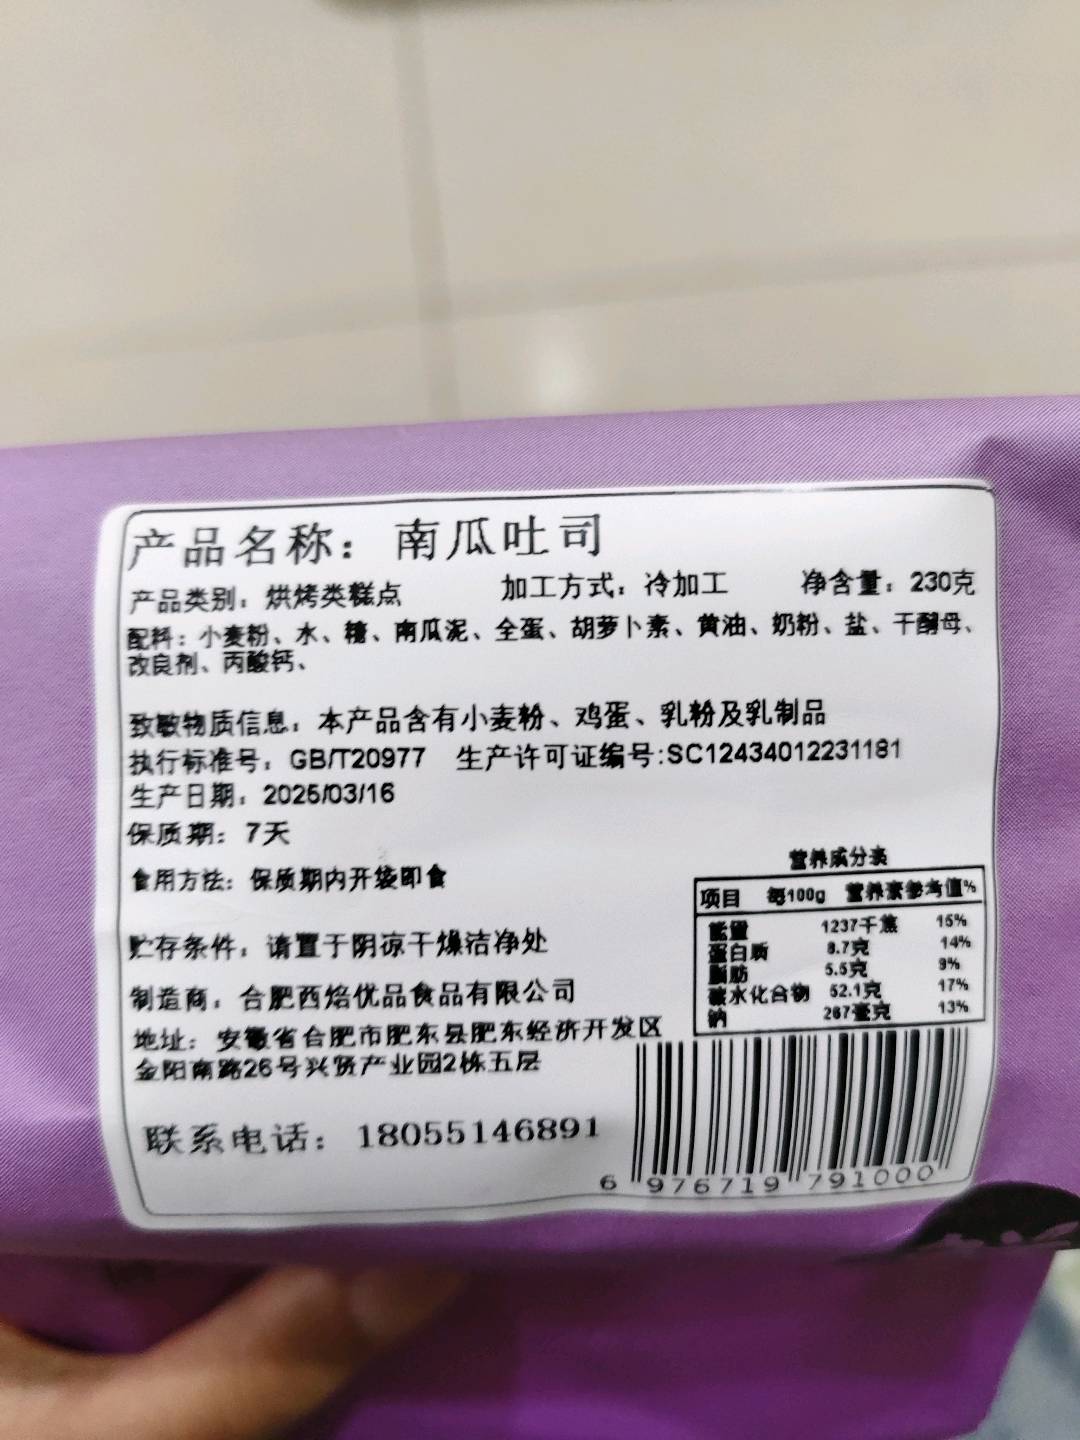 产品名称：南瓜吐司
产品类别：烘烤类糕点 加工方式：冷加工 净含量：230克
配料：小麦粉、水、糖、南瓜泥、全蛋、胡萝卜素、黄油、奶粉、盐、干酵母、
改良剂、丙酸钙、
致敏物质信息：本产品含有小麦粉、鸡蛋、乳粉及乳制品
执行标准号：GB/T20977 生产许可证编号:SC12434012231181
生产日期：2025/03/16
保质期：7天
食用方法：保质期内开袋即食
贮存条件：请置于阴凉干燥洁净处
制造商：合肥西焙优品食品有限公司
地址：安徽省合肥市肥东县肥东经济开发区
金阳南路26号兴贤产业园2栋五层
联系电话：18055146891
营养成分表
项目 每100g 营养素参考值%
能量 1237千焦 15%
蛋白质 8.7克 14%
脂肪 5.5克 9%
碳水化合物 52.1克 17%
钠 267毫克 13%
6 976719 791000